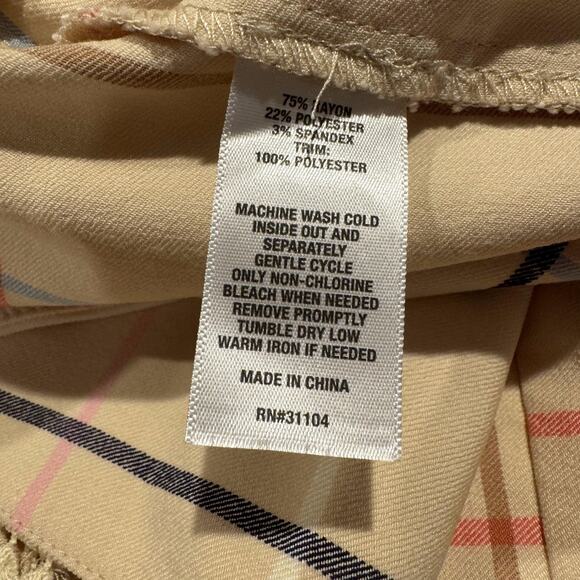 75% RAYON
22% POLYESTER
3% SPANDEX
TRIM:
100% POLYESTER
MACHINE WASH COLD
INSIDE OUT AND
SEPARATELY
GENTLE CYCLE
ONLY NON-CHLORINE
BLEACH WHEN NEEDED
REMOVE PROMPTLY
TUMBLE DRY LOW
WARM IRON IF NEEDED
MADE IN CHINA
RN#31104